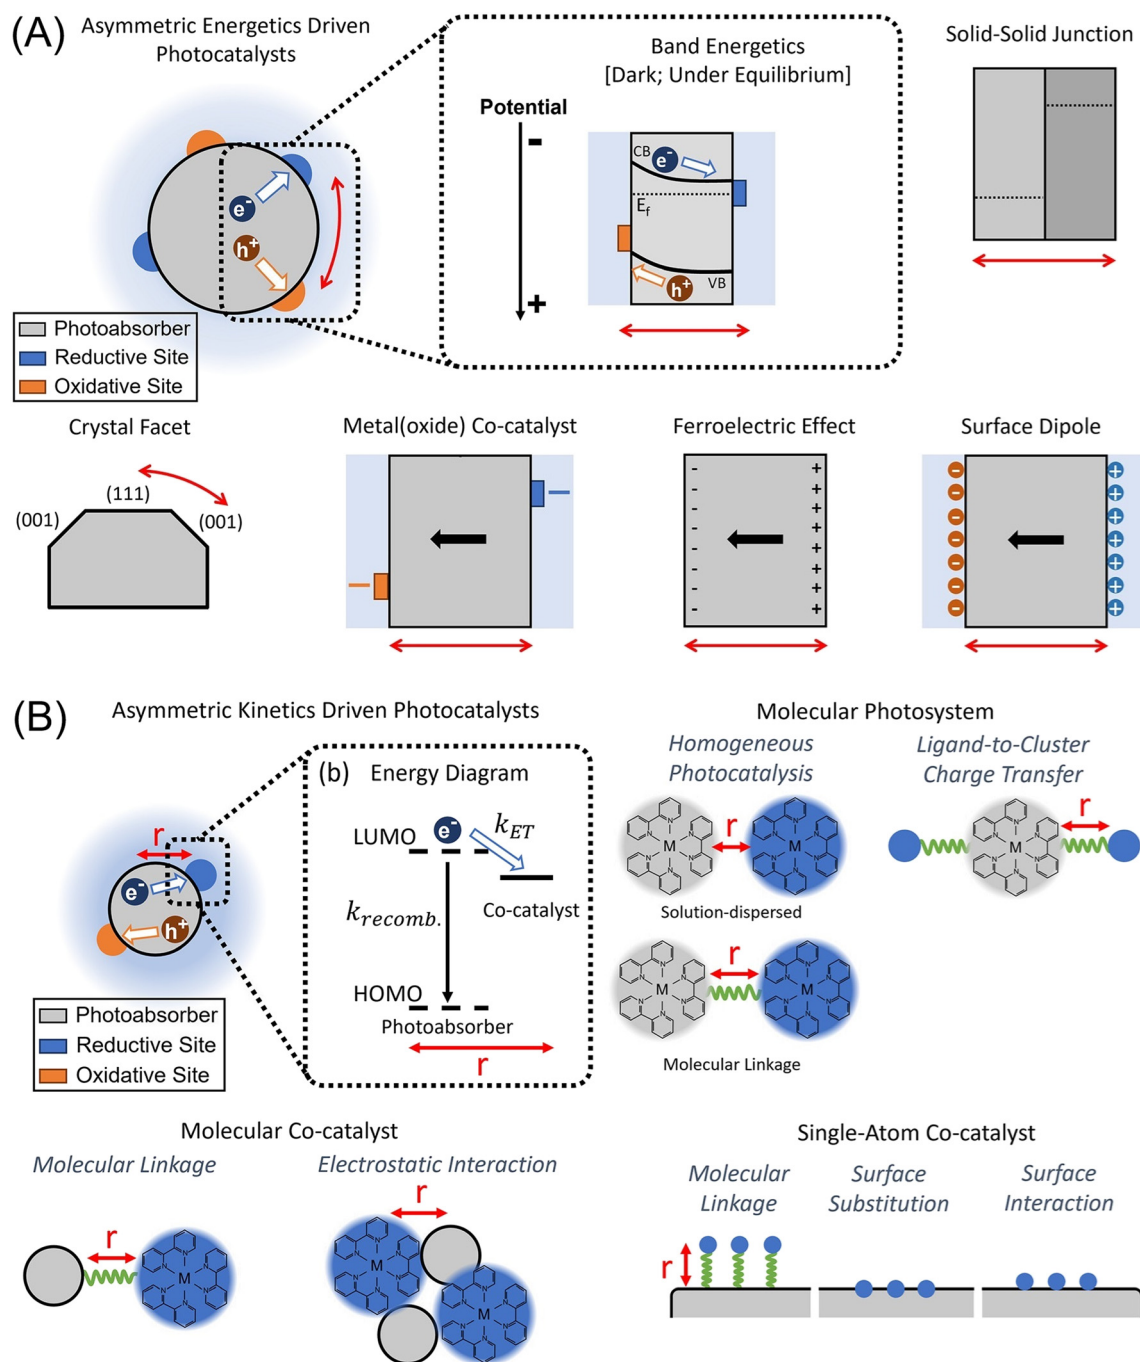 (A)
Asymmetric Energetics Driven
Photocatalysts
e-
h+
Photoabsorber
Reductive Site
Oxidative Site
Band Energetics
[Dark; Under Equilibrium]
Potential
-
+
CB
e-
Ef
h+
VB
Solid-Solid Junction
Crystal Facet
(111)
(001)
(001)
Metal(oxide) Co-catalyst
Ferroelectric Effect
- +
- +
- +
- +
- +
- +
- +
- +
- +
Surface Dipole
- +
- +
- +
- +
- +
- +
- +
(B)
Asymmetric Kinetics Driven Photocatalysts
r
e-
h+
Photoabsorber
Reductive Site
Oxidative Site
(b)
Energy Diagram
e-
kET
LUMO
Co-catalyst
krecomb.
HOMO
Photoabsorber
r
Molecular Photosystem
Homogeneous
Photocatalysis
N N N N N N M
r
N N N N N N M
Solution-dispersed
N N N N N N M
r
N N N N N N M
Molecular Linkage
Ligand-to-Cluster
Charge Transfer
N N N N N N M
r
Molecular Co-catalyst
Molecular Linkage
r
N N N N N N M
Electrostatic Interaction
r
N N N N N N M
N N N N N N M
Single-Atom Co-catalyst
Molecular
Linkage
r
Surface
Substitution
Surface
Interaction